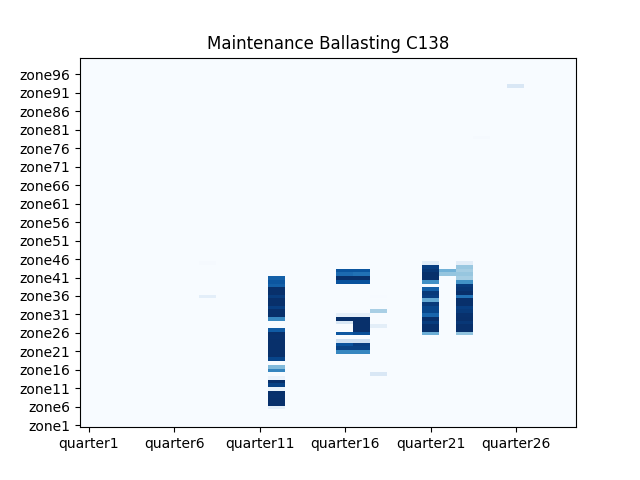 Maintenance Ballasting C138
zone96
zone91
zone86
zone81
zone76
zone71
zone66
zone61
zone56
zone51
zone46
zone41
zone36
zone31
zone26
zone21
zone16
zone11
zone6
zone1
quarter1 quarter6 quarter11 quarter16 quarter21 quarter26